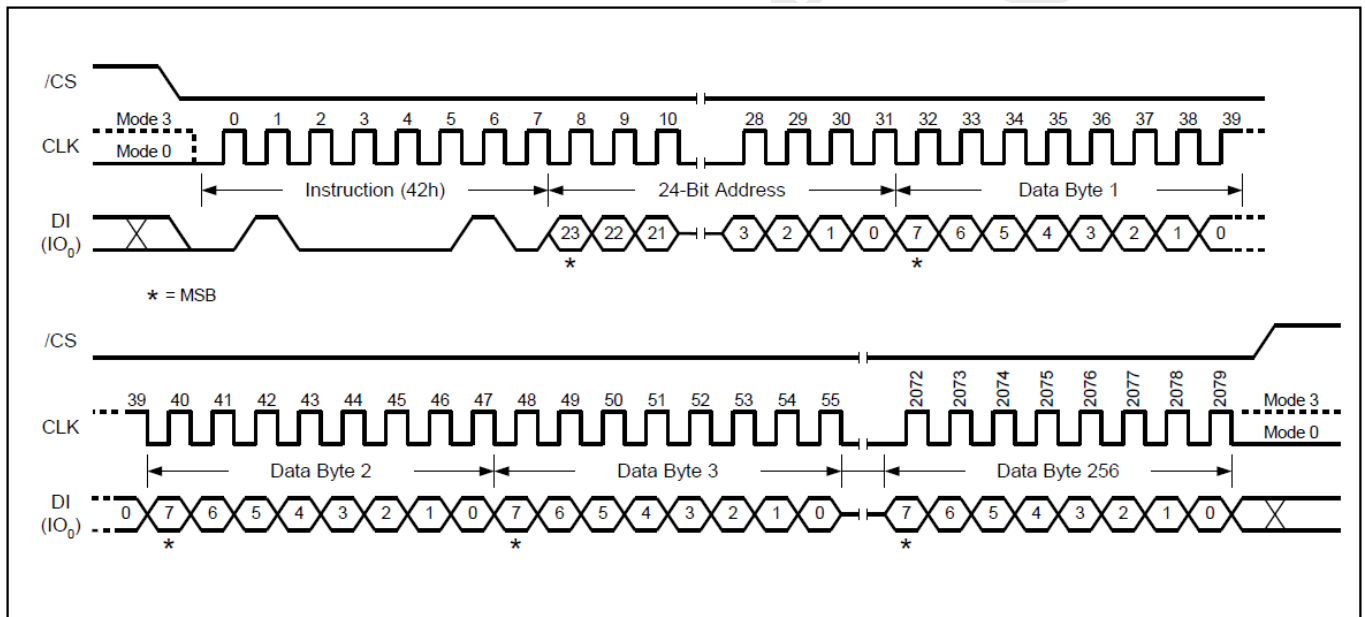 /CS
Mode 3 0 1 2 3 4 5 6 7 8 9 10 28 29 30 31 32 33 34 35 36 37 38 39
CLK
Mode 0
Instruction (42h) 24-Bit Address Data Byte 1
DI
(IO0) 23 22 21 3 2 1 0 7 6 5 4 3 2 1 0
* *
* = MSB
/CS
39 40 41 42 43 44 45 46 47 48 49 50 51 52 53 54 55 2072 2073 2074 2075 2076 2077 2078 2079 Mode 3
CLK
Mode 0
Data Byte 2 Data Byte 3 Data Byte 256
DI
(IO0) 0 7 6 5 4 3 2 1 0 7 6 5 4 3 2 1 0 7 6 5 4 3 2 1 0
* * *